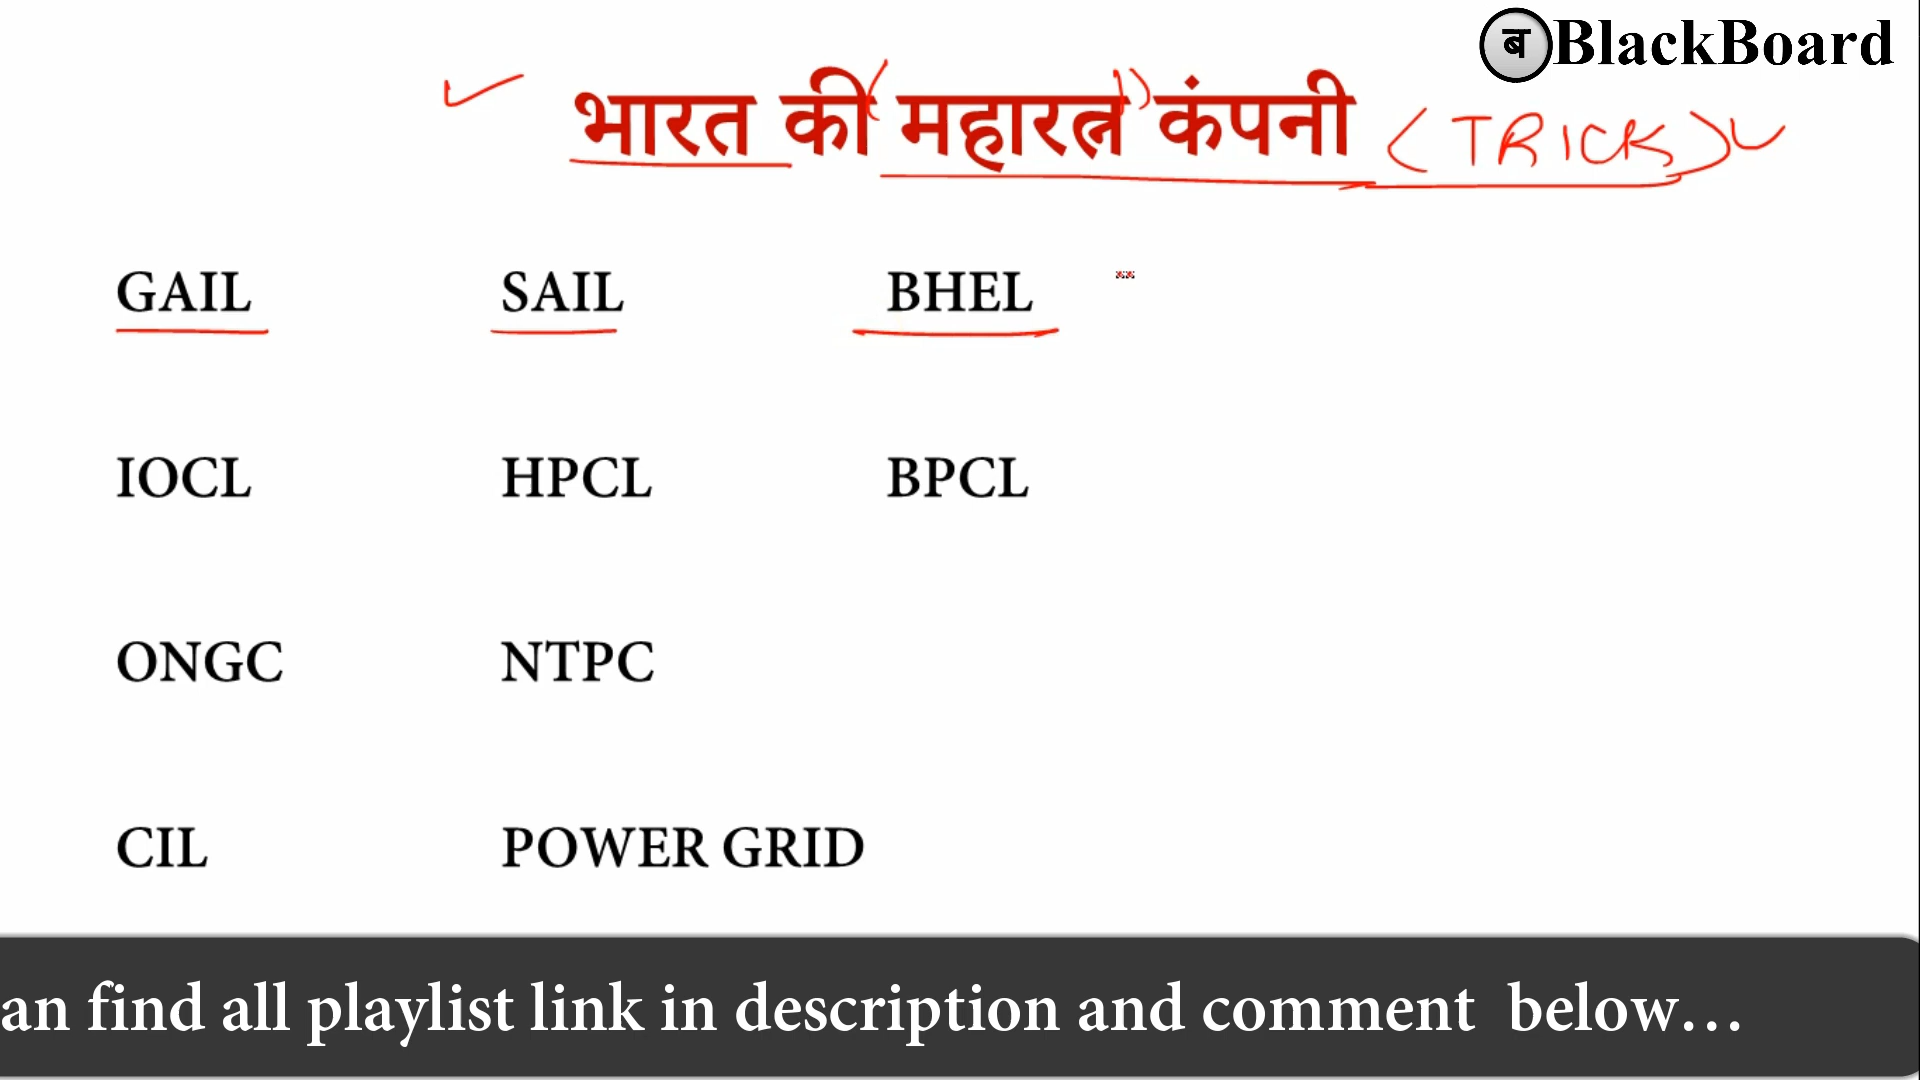 ब BlackBoard
भारत की महारत्न कंपनी (TRICK)
GAIL SAIL BHEL
IOCL HPCL BPCL
ONGC NTPC
CIL POWER GRID
an find all playlist link in description and comment below...